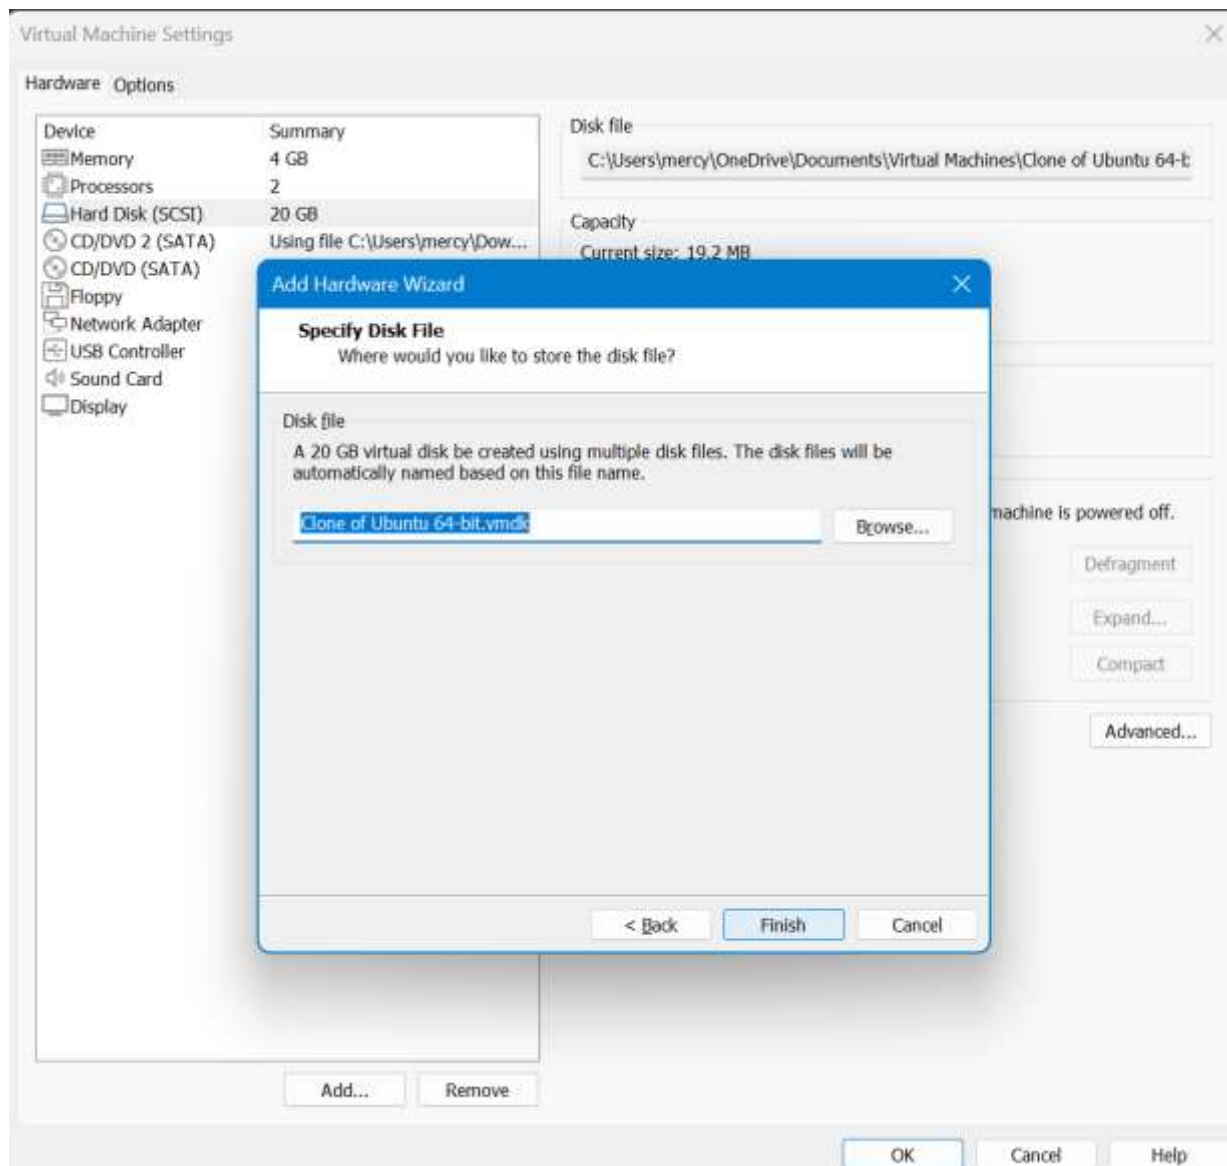 Virtual Machine Settings
Hardware Options
Device Summary
Memory 4 GB
Processors 2
Hard Disk (SCSI) 20 GB
CD/DVD 2 (SATA) Using file C:\Users\mercy\Dow...
CD/DVD (SATA)
Floppy
Network Adapter
USB Controller
Sound Card
Display
Disk file
C:\Users\mercy\OneDrive\Documents\Virtual Machines\Clone of Ubuntu 64-b
Capacity
Current size: 19.2 MB
Add Hardware Wizard
Specify Disk File
Where would you like to store the disk file?
Disk file
A 20 GB virtual disk be created using multiple disk files. The disk files will be
automatically named based on this file name.
Clone of Ubuntu 64-bit.vmdk
Browse...
< Back Finish Cancel
machine is powered off.
Defragment
Expand...
Compact
Advanced...
Add... Remove
OK Cancel Help